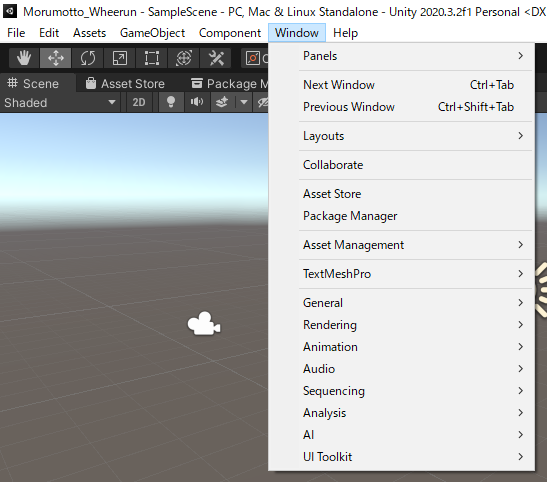 Morumotto_Wheerun - SampleScene - PC, Mac & Linux Standalone - Unity 2020.3.2f1 Personal <DX
File Edit Assets GameObject Component Window Help
Scene Asset Store Package M
Shaded 2D
Panels
Next Window Ctrl+Tab
Previous Window Ctrl+Shift+Tab
Layouts
Collaborate
Asset Store
Package Manager
Asset Management
TextMeshPro
General
Rendering
Animation
Audio
Sequencing
Analysis
AI
UI Toolkit